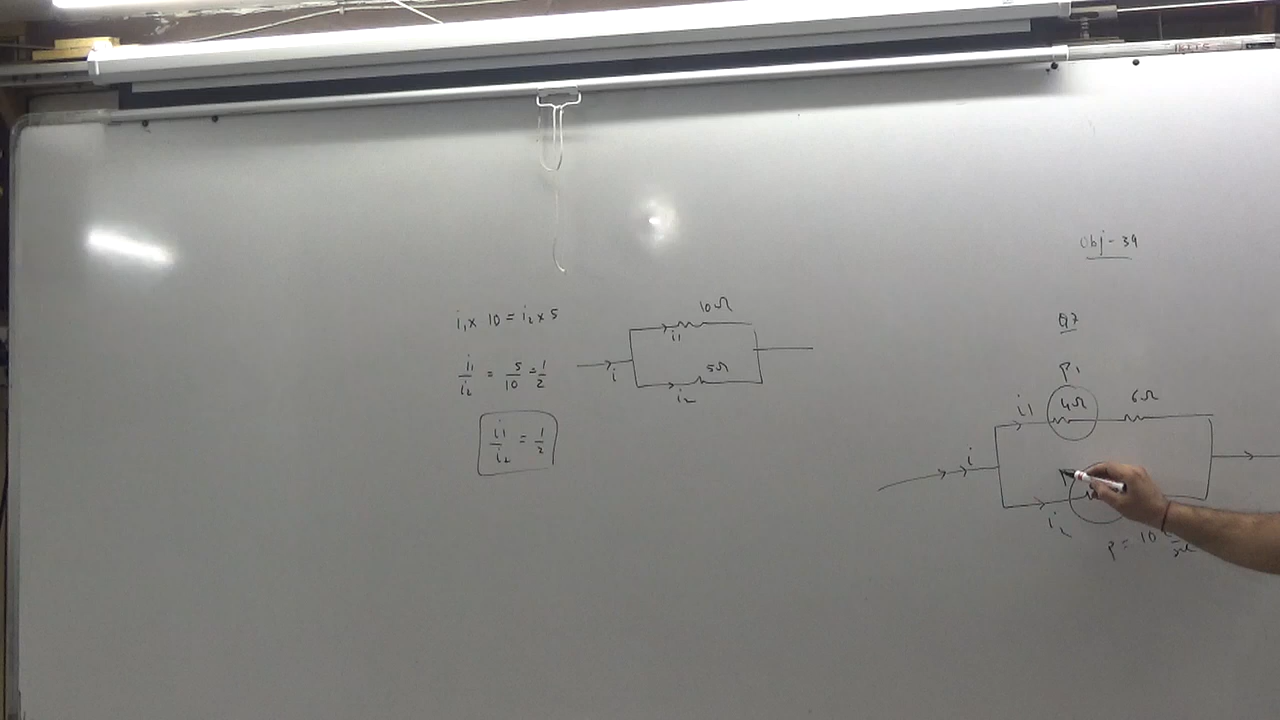 i₁ × 10 = i₂ × 5
i₁/i₂ = 5/10 = 1/2
i₁/i₂ = 1/2
10Ω
i₁
i
5Ω
i₂
Obj - 39
Q7
P₁
i1
4Ω
6Ω
i
i₂
P = 10